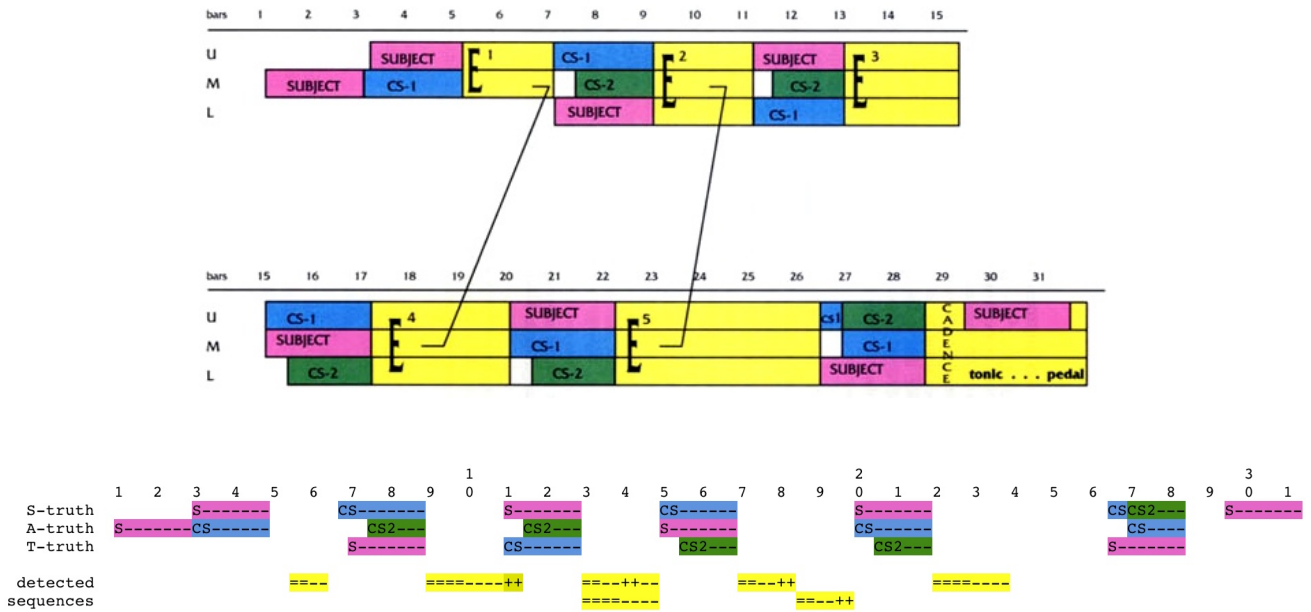 bars 1 2 3 4 5 6 7 8 9 10 11 12 13 14 15
U SUBJECT 1 CS-1 2 SUBJECT 3
M SUBJECT CS-1 E CS-2 E CS-2 E
L SUBJECT CS-1
bars 15 16 17 18 19 20 21 22 23 24 25 26 27 28 29 30 31
U CS-1 4 SUBJECT 5 cs1 CS-2 SUBJECT
M SUBJECT E CS-1 E CS-1
L CS-2 CS-2 SUBJECT CADENCE tonic . . . pedal
1 2 3
1 2 3 4 5 6 7 8 9 0 1 2 3 4 5 6 7 8 9 0 1 2 3 4 5 6 7 8 9 0 1
S-truth S------- CS------- S------- CS------- S------- CSCS2--- S-------
A-truth S-------CS------ CS2--- CS2--- S------- CS------ CS----
T-truth S------- CS------ CS2--- CS2--- S-------
detected ==-- ====----++ ==--++-- ==--++ ====----
sequences ====---- ==--++